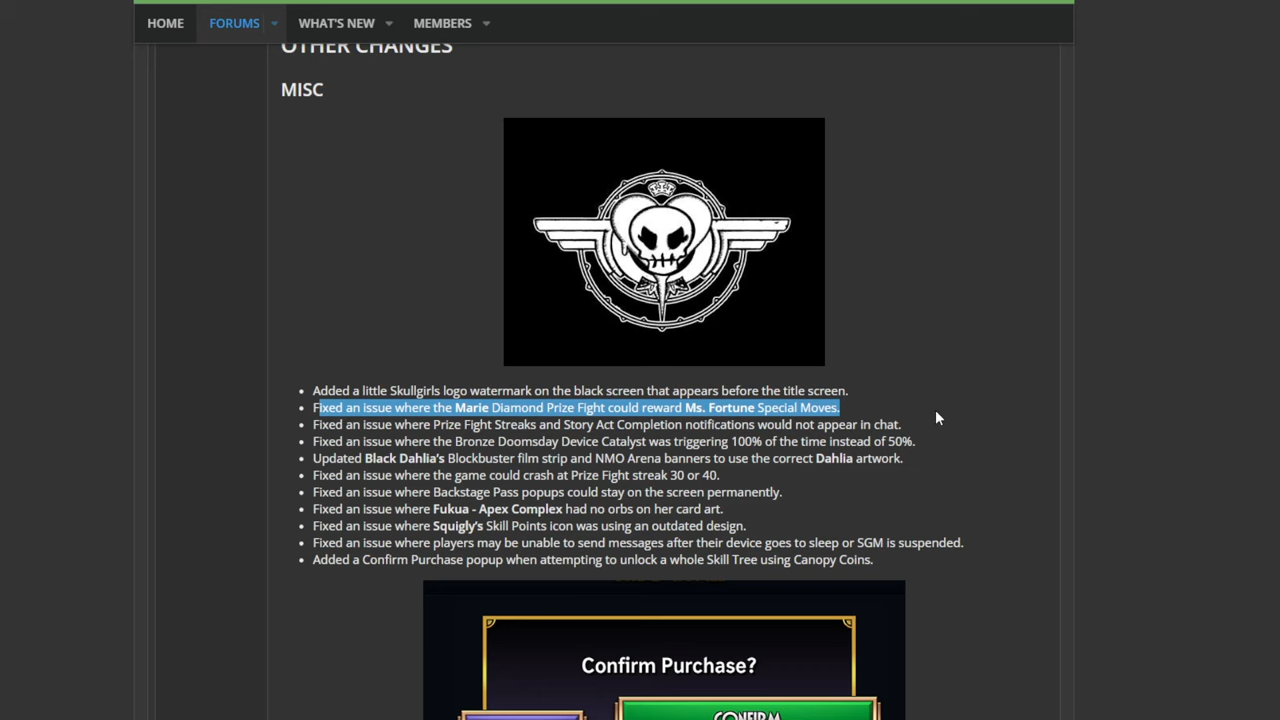 HOME FORUMS WHAT'S NEW MEMBERS
OTHER CHANGES
MISC
Added a little Skullgirls logo watermark on the black screen that appears before the title screen.
Fixed an issue where the Marie Diamond Prize Fight could reward Ms. Fortune Special Moves.
Fixed an issue where Prize Fight Streaks and Story Act Completion notifications would not appear in chat.
Fixed an issue where the Bronze Doomsday Device Catalyst was triggering 100% of the time instead of 50%.
Updated Black Dahlia's Blockbuster film strip and NMO Arena banners to use the correct Dahlia artwork.
Fixed an issue where the game could crash at Prize Fight streak 30 or 40.
Fixed an issue where Backstage Pass popups could stay on the screen permanently.
Fixed an issue where Fukua - Apex Complex had no orbs on her card art.
Fixed an issue where Squigly's Skill Points icon was using an outdated design.
Fixed an issue where players may be unable to send messages after their device goes to sleep or SGM is suspended.
Added a Confirm Purchase popup when attempting to unlock a whole Skill Tree using Canopy Coins.
Confirm Purchase?
CONFIRM